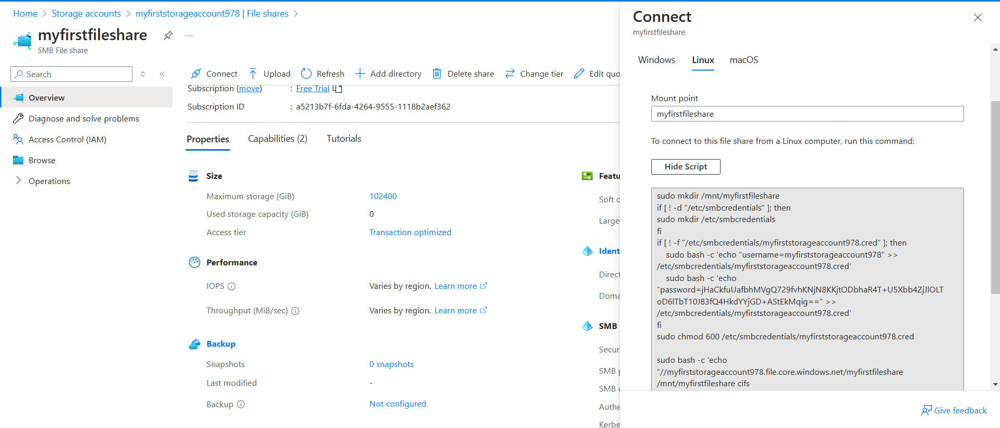 Home > Storage accounts > myfirststorageaccount978 | File shares >
myfirstfileshare
...
SMB File share
Search
«
Overview
Diagnose and solve problems
Access Control (IAM)
Browse
Operations
Connect
Upload
Refresh
Add directory
Delete share
Change tier
Edit quo
Subscription (move) : Free Trial
Subscription ID : a5213b7f-6fda-4264-9555-1118b2aef362
Properties
Capabilities (2)
Tutorials
Size
Maximum storage (GiB) 102400
Used storage capacity (GiB) 0
Access tier Transaction optimized
Performance
IOPS Varies by region. Learn more
Throughput (MiB/sec) Varies by region. Learn more
Backup
Snapshots 0 snapshots
Last modified -
Backup Not configured
Featu
Soft d
Large
Ident
Direct
Doma
SMB
Secur
SMB p
SMB c
Authe
Kerbe
Connect
myfirstfileshare
Windows
Linux
macOS
Mount point
myfirstfileshare
To connect to this file share from a Linux computer, run this command:
Hide Script
sudo mkdir /mnt/myfirstfileshare
if [ ! -d "/etc/smbcredentials" ]; then
sudo mkdir /etc/smbcredentials
fi
if [ ! -f "/etc/smbcredentials/myfirststorageaccount978.cred" ]; then
sudo bash -c 'echo "username=myfirststorageaccount978" >>
/etc/smbcredentials/myfirststorageaccount978.cred'
sudo bash -c 'echo
"password=jHaCkfuUafbhMVgQ729fvhKNjN8KKjtODbhaR4T+U5Xbb4ZjJlOLT
oD6lTbT10J83fQ4HkdYYjGD+AStEkMqig==" >>
/etc/smbcredentials/myfirststorageaccount978.cred'
fi
sudo chmod 600 /etc/smbcredentials/myfirststorageaccount978.cred
sudo bash -c 'echo
"//myfirststorageaccount978.file.core.windows.net/myfirstfileshare
/mnt/myfirstfileshare cifs
Give feedback